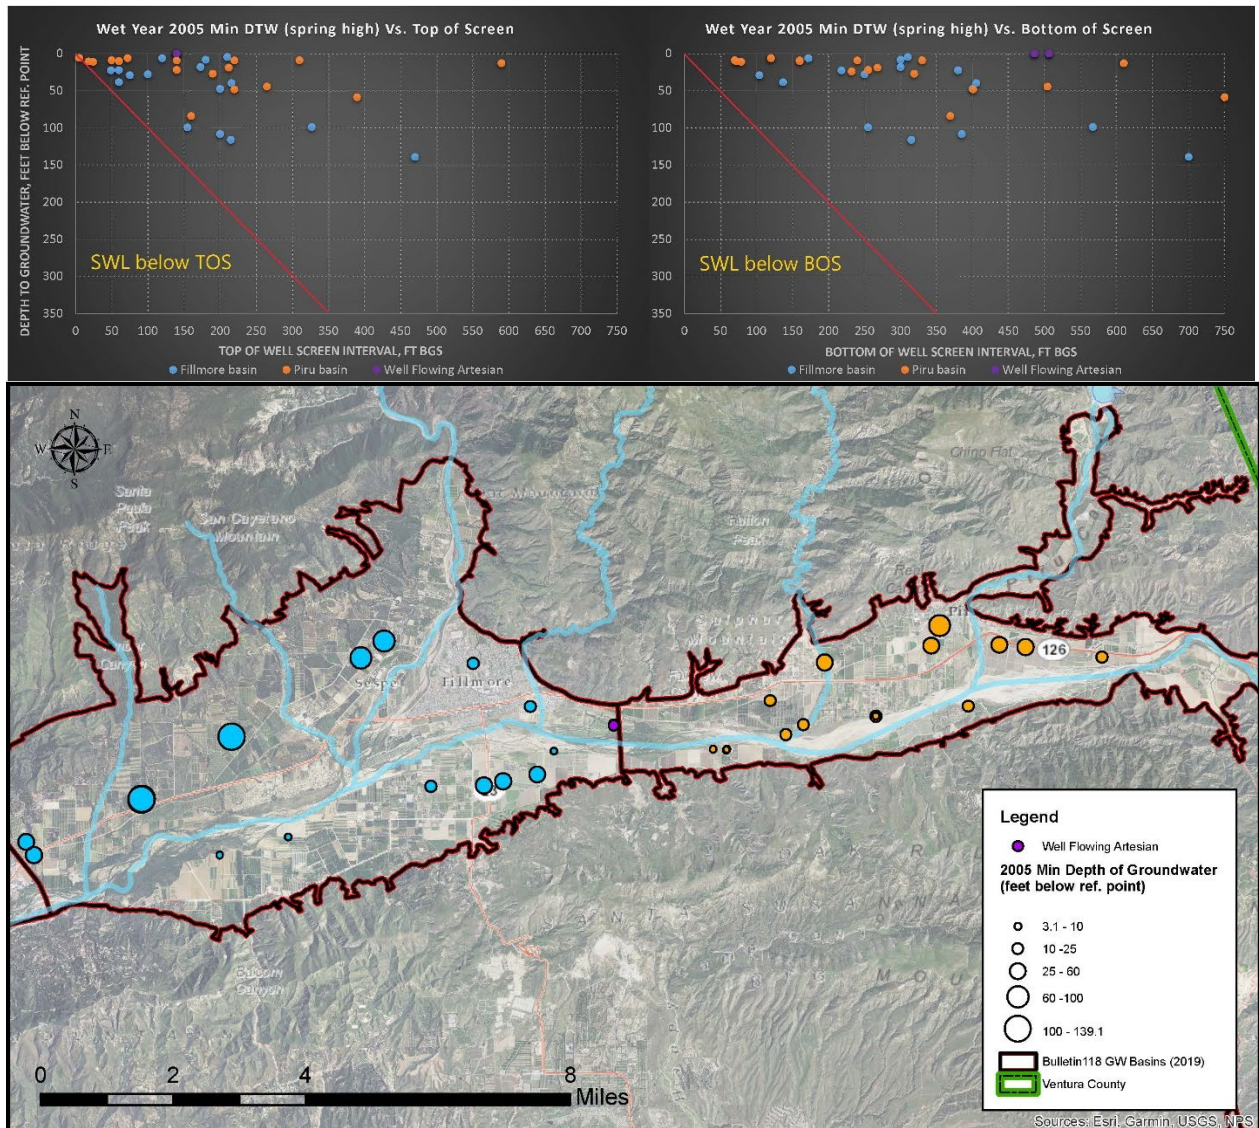 Wet Year 2005 Min DTW (spring high) Vs. Top of Screen
DEPTH TO GROUNDWATER, FEET BELOW REF. POINT
0
50
100
150
200
250
300
350
SWL below TOS
0 50 100 150 200 250 300 350 400 450 500 550 600 650 700 750
TOP OF WELL SCREEN INTERVAL, FT BGS
Fillmore basin Piru basin Well Flowing Artesian
Wet Year 2005 Min DTW (spring high) Vs. Bottom of Screen
0
50
100
150
200
250
300
350
SWL below BOS
0 50 100 150 200 250 300 350 400 450 500 550 600 650 700 750
BOTTOM OF WELL SCREEN INTERVAL, FT BGS
Fillmore basin Piru basin Well Flowing Artesian
N
W E
S
Chino Flat
Santa
Paula
Peak
San Cayetano
Mountain
Peak
Sulphur
Mountain
126
Sespe
Fillmore
Canyon
Canyon
SANTA
0 2 4 8
Miles
Legend
Well Flowing Artesian
2005 Min Depth of Groundwater
(feet below ref. point)
3.1 - 10
10 -25
25 - 60
60 -100
100 - 139.1
Bulletin118 GW Basins (2019)
Ventura County
Sources: Esri, Garmin, USGS, NPS